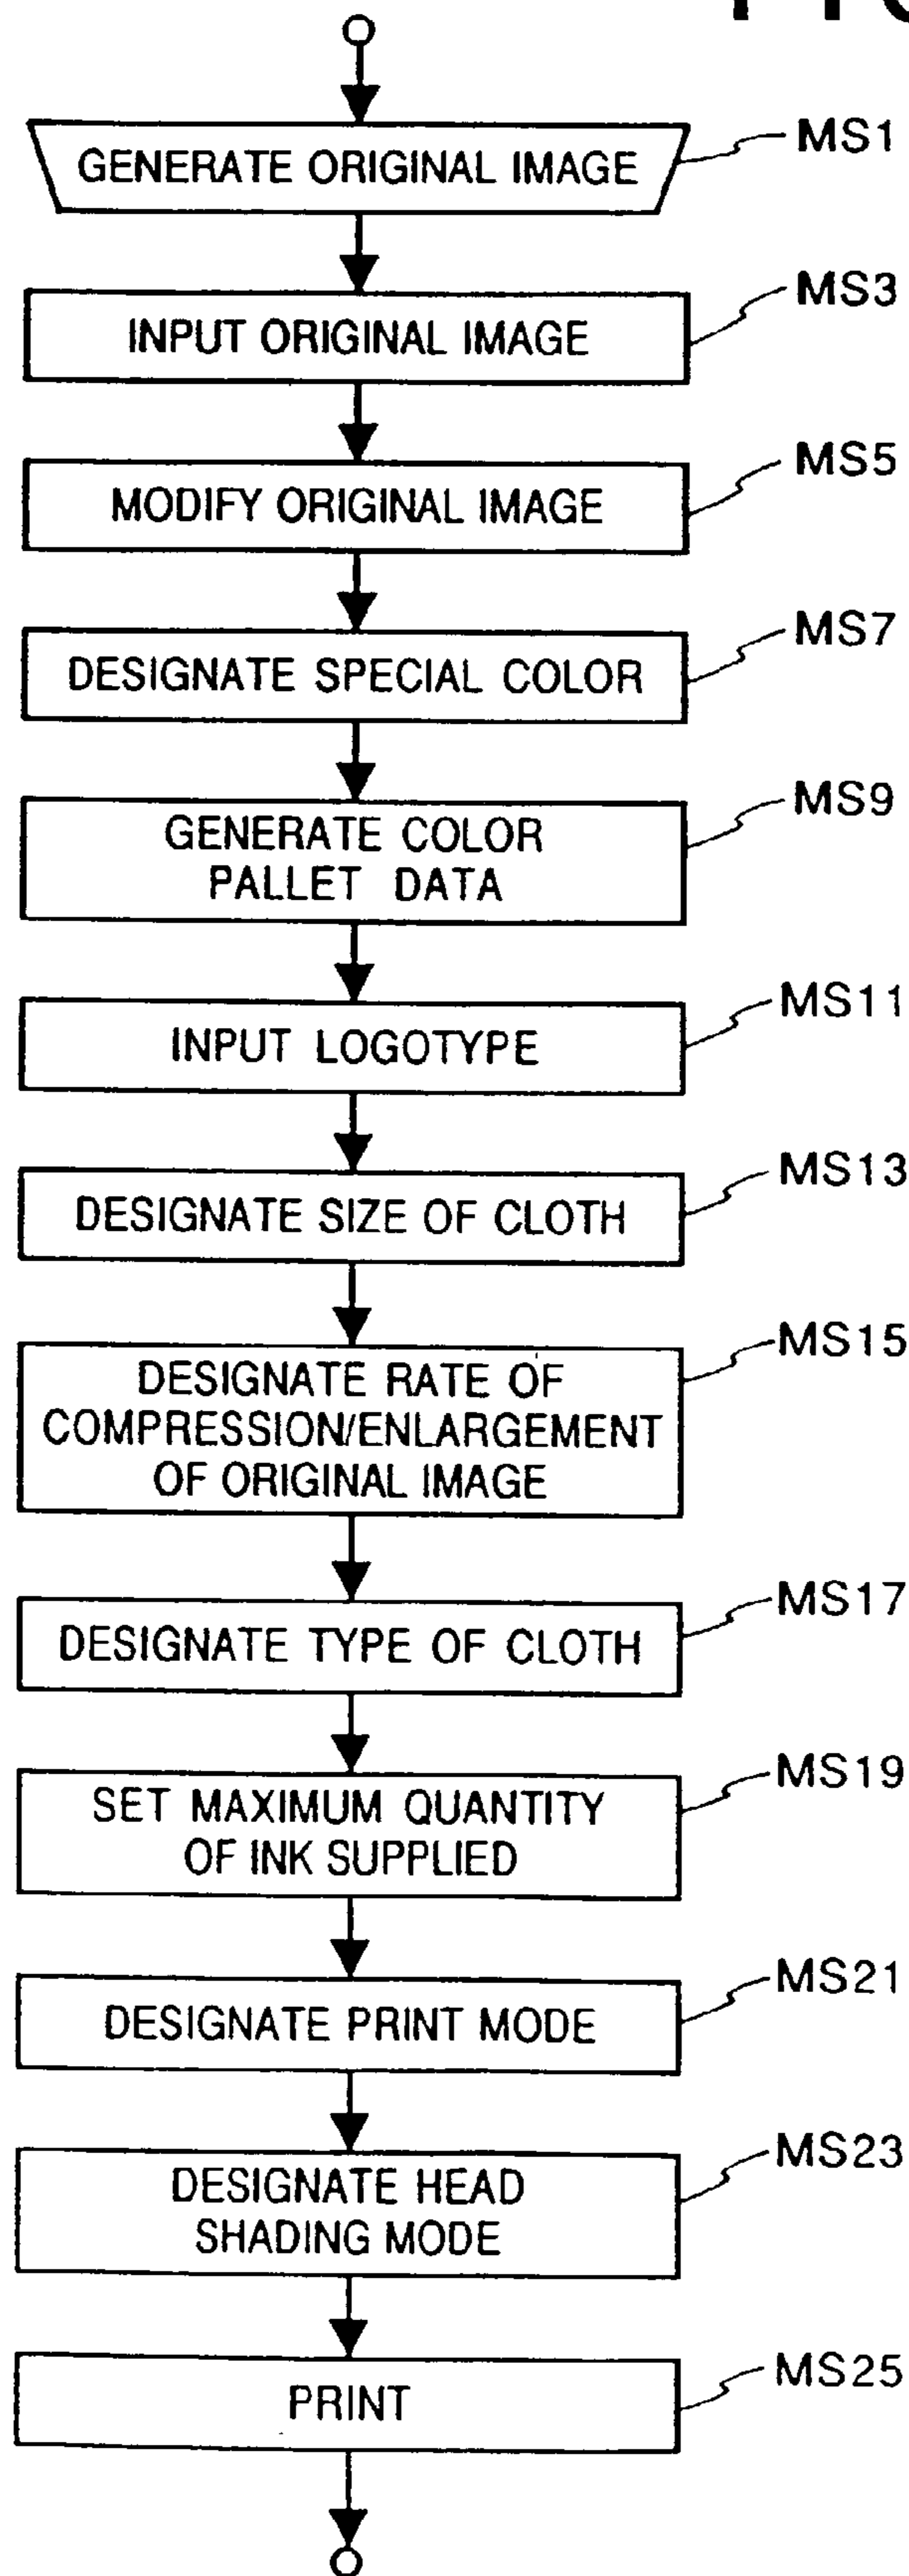 GENERATE ORIGINAL IMAGE
MS1
INPUT ORIGINAL IMAGE
MS3
MODIFY ORIGINAL IMAGE
MS5
DESIGNATE SPECIAL COLOR
MS7
GENERATE COLOR
PALLET DATA
MS9
INPUT LOGOTYPE
MS11
DESIGNATE SIZE OF CLOTH
MS13
DESIGNATE RATE OF
COMPRESSION/ENLARGEMENT
OF ORIGINAL IMAGE
MS15
DESIGNATE TYPE OF CLOTH
MS17
SET MAXIMUM QUANTITY
OF INK SUPPLIED
MS19
DESIGNATE PRINT MODE
MS21
DESIGNATE HEAD
SHADING MODE
MS23
PRINT
MS25